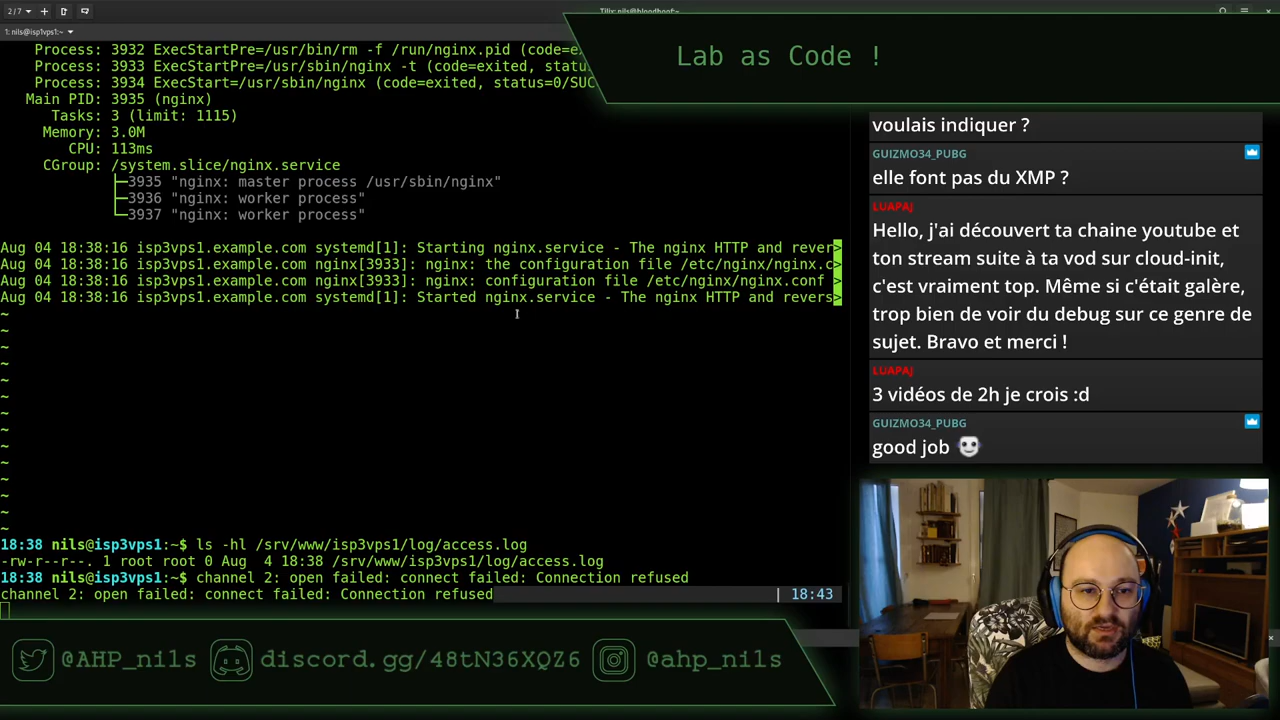 2/7
Tilix: nils@bloodhoof:~
1: nils@isp1vps1:~
Process: 3932 ExecStartPre=/usr/bin/rm -f /run/nginx.pid (code=e
Process: 3933 ExecStartPre=/usr/sbin/nginx -t (code=exited, statu
Process: 3934 ExecStart=/usr/sbin/nginx (code=exited, status=0/SUC
Main PID: 3935 (nginx)
Tasks: 3 (limit: 1115)
Memory: 3.0M
CPU: 113ms
CGroup: /system.slice/nginx.service
├─3935 "nginx: master process /usr/sbin/nginx"
├─3936 "nginx: worker process"
└─3937 "nginx: worker process"
Aug 04 18:38:16 isp3vps1.example.com systemd[1]: Starting nginx.service - The nginx HTTP and rever>
Aug 04 18:38:16 isp3vps1.example.com nginx[3933]: nginx: the configuration file /etc/nginx/nginx.c>
Aug 04 18:38:16 isp3vps1.example.com nginx[3933]: nginx: configuration file /etc/nginx/nginx.conf >
Aug 04 18:38:16 isp3vps1.example.com systemd[1]: Started nginx.service - The nginx HTTP and revers>
~
~
~
~
~
~
~
~
~
~
~
~
~
~
18:38 nils@isp3vps1:~$ ls -hl /srv/www/isp3vps1/log/access.log
-rw-r--r--. 1 root root 0 Aug  4 18:38 /srv/www/isp3vps1/log/access.log
18:38 nils@isp3vps1:~$ channel 2: open failed: connect failed: Connection refused
channel 2: open failed: connect failed: Connection refused | 18:43
Lab as Code !
voulais indiquer ?
GUIZMO34_PUBG
elle font pas du XMP ?
LUAPAJ
Hello, j'ai découvert ta chaine youtube et
ton stream suite à ta vod sur cloud-init,
c'est vraiment top. Même si c'était galère,
trop bien de voir du debug sur ce genre de
sujet. Bravo et merci !
LUAPAJ
3 vidéos de 2h je crois :d
GUIZMO34_PUBG
good job
@AHP_nils discord.gg/48tN36XQZ6 @ahp_nils